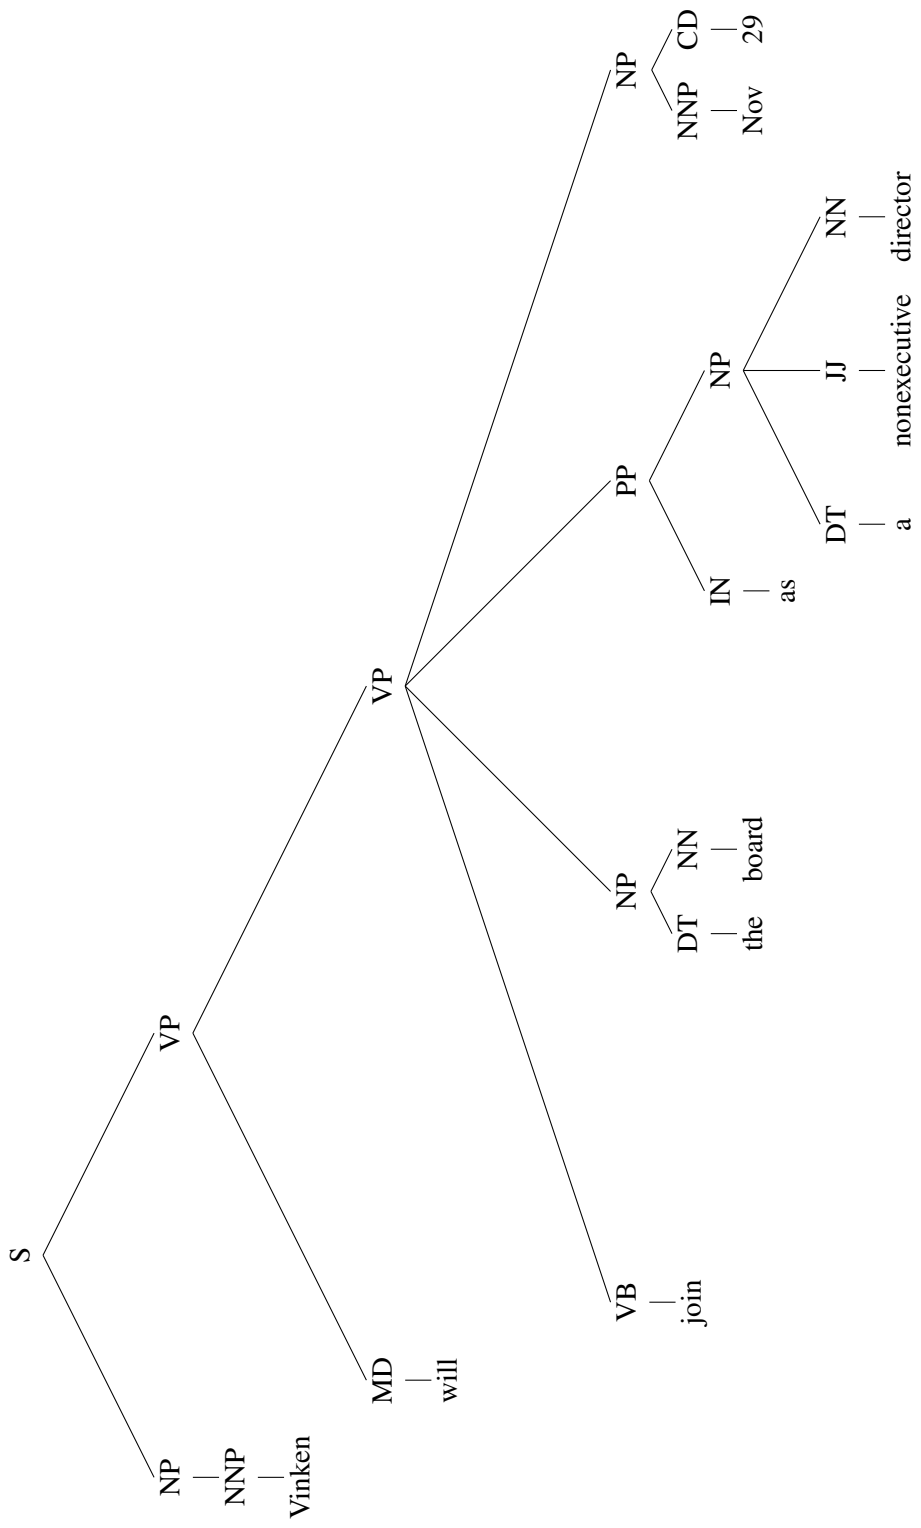 S
NP VP
NNP
Vinken
MD VP
will
VB NP PP NP
join
DT NN NNP CD
the board Nov 29
IN NP
as
DT JJ NN
a nonexecutive director